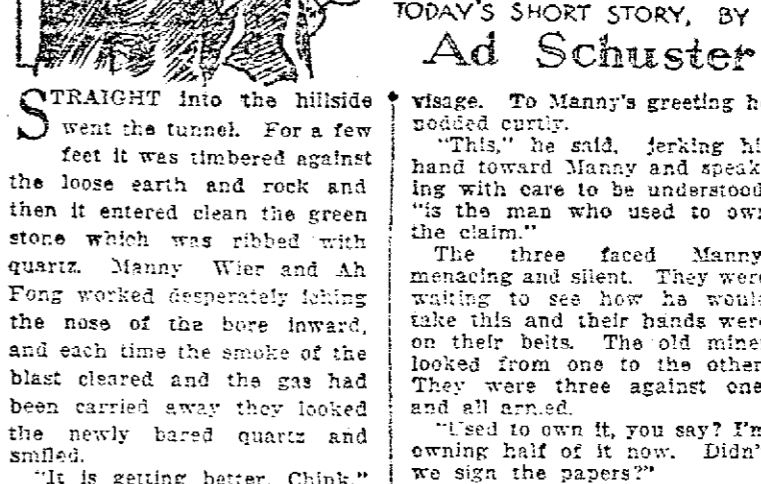 TODAY'S SHORT STORY, BY
Ad Schuster
STRAIGHT into the hillside
went the tunnel. For a few
feet it was timbered against
the loose earth and rock and
then it entered clean the green
stone which was ribbed with
quartz. Manny Wier and Ah
Fong worked desperately
the nose of the bore inward,
and each time the smoke of the
blast cleared and the gas had
been carried away they looked
the newly bared quartz and
smiled.
"It is getting better, Chink."
visage. To Manny's greeting h
nodded curtly.
"This," he said, jerking hi
hand toward Manny and speak-
ing with care to be understood
"is the man who used to ow
the claim."
The three faced Manny
menacing and silent. They were
waiting to see how he would
take this and their hands were
on their belts. The old miner
looked from one to the other
They were three against one
and all armed.
"Used to own it, you say? I'm
owning half of it now. Didn'
we sign the papers?"